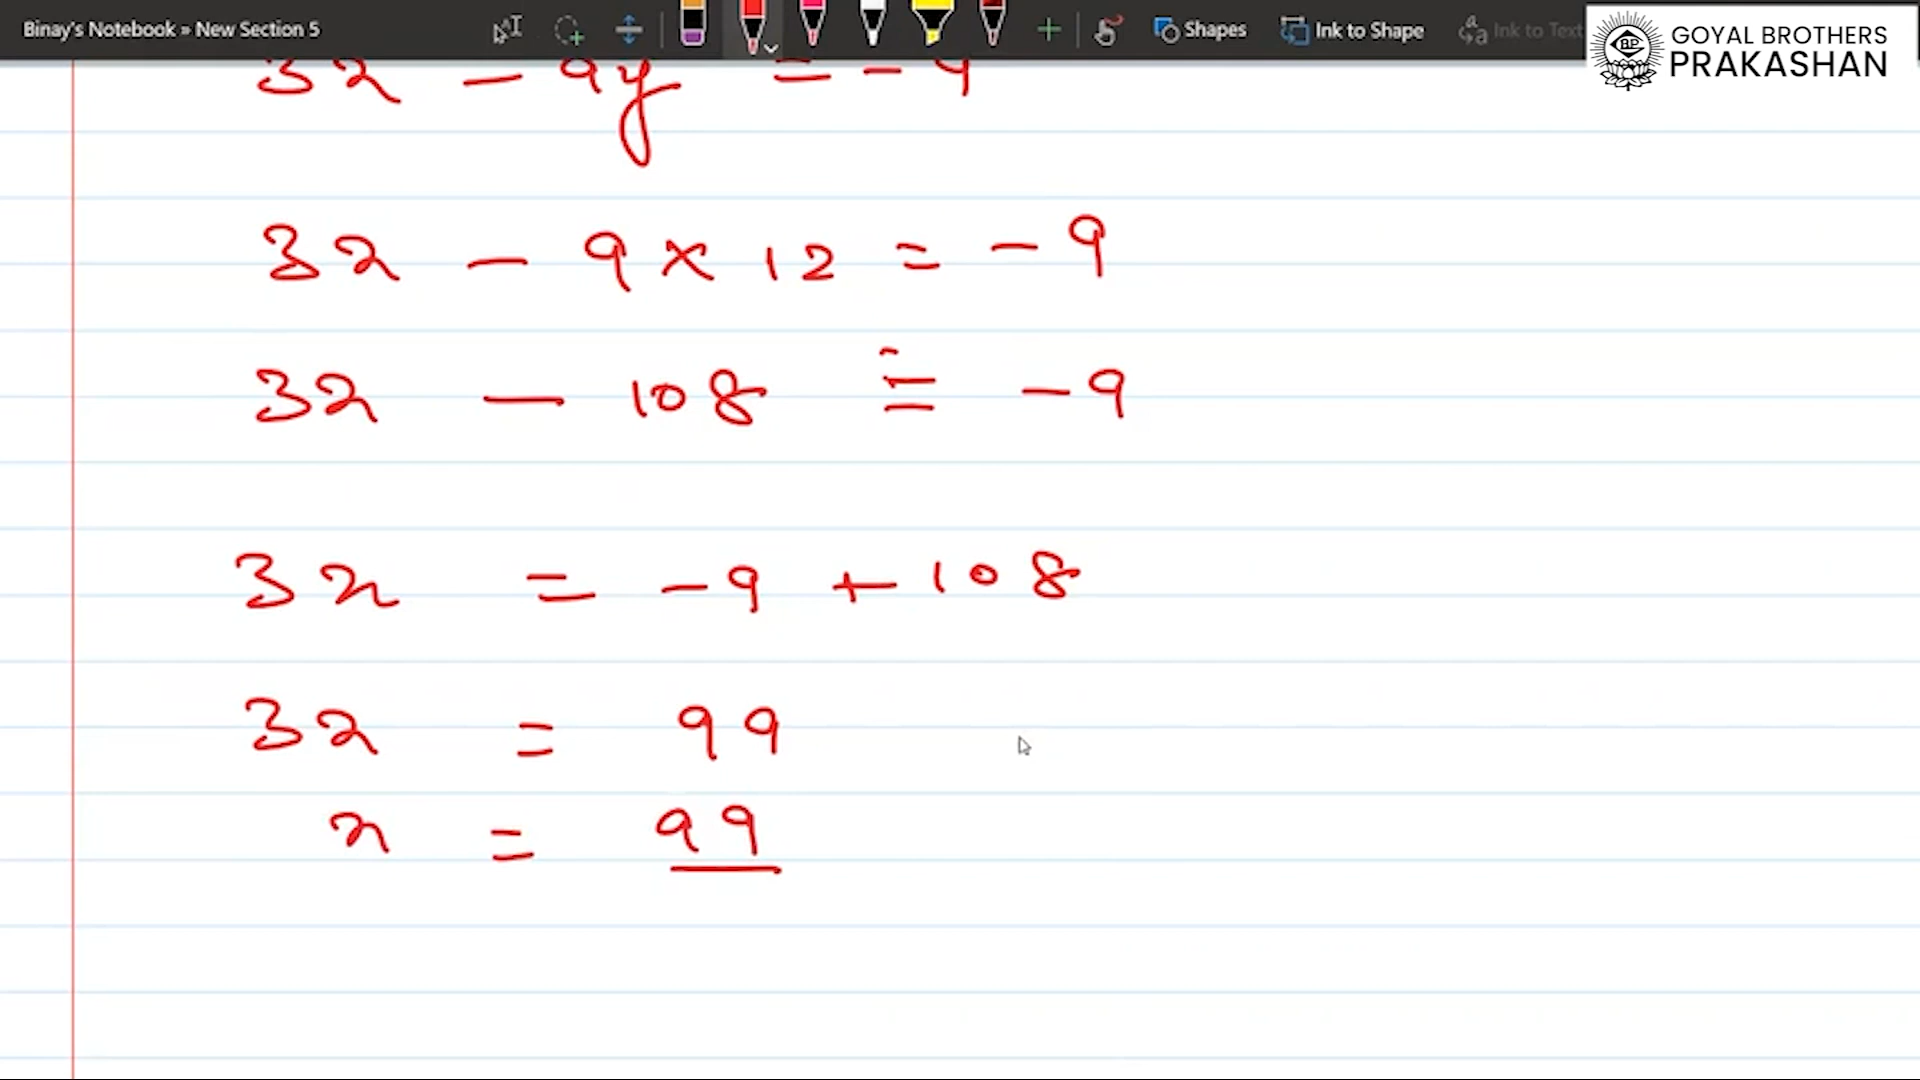 Binay's Notebook » New Section 5
Shapes
Ink to Shape
Ink to Text
GOYAL BROTHERS
PRAKASHAN
3x - 9y = -9
3x - 9 × 12 = -9
3x - 108 = -9
3x = -9 + 108
3x = 99
x = 99